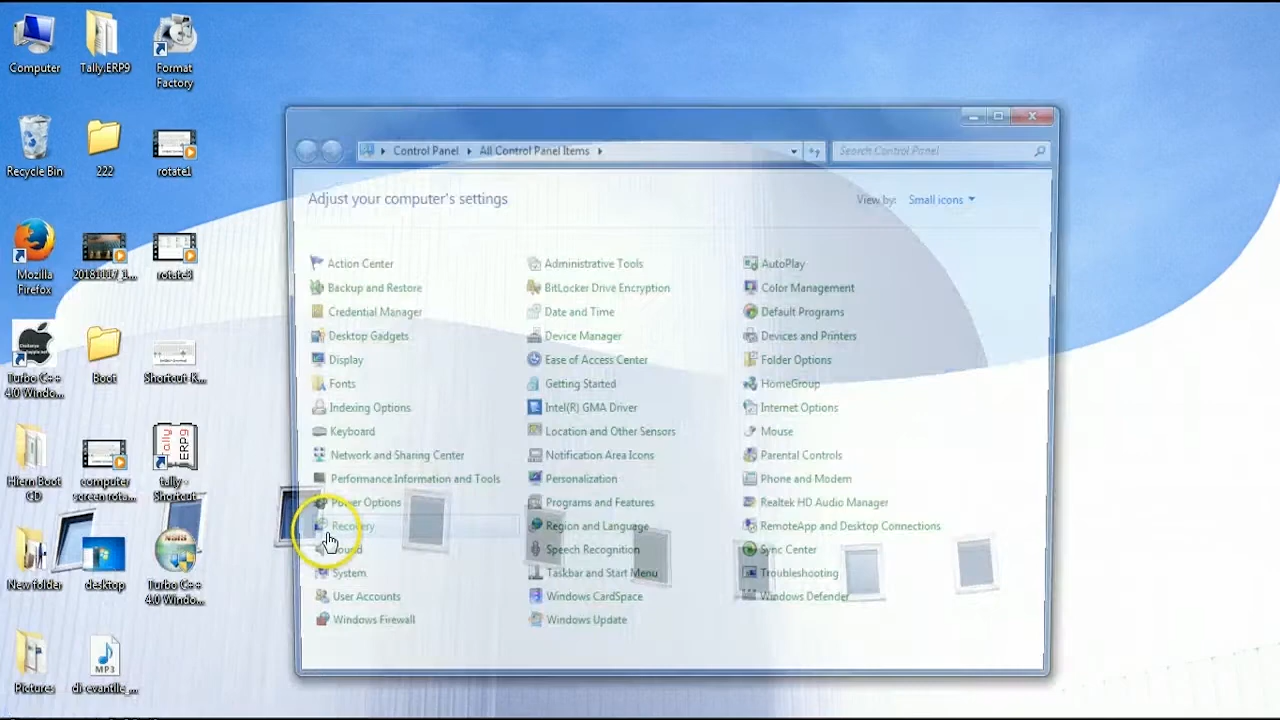 Computer
Tally.ERP9
Format
Factory
Recycle Bin
222
rotate1
Mozilla
Firefox
20181017_1...
rotate3
Turbo C++
4.0 Windo...
Boot
Shortcut K...
Hiern Boot
CD
computer
screen rota...
tally -
Shortcut
New folder
desktop
Turbo C++
4.0 Windo...
Pictures
MP3
Tally
ERP9
Control Panel
All Control Panel Items
Search Control Panel
Adjust your computer's settings
View by: Small icons
Action Center
Administrative Tools
AutoPlay
Backup and Restore
BitLocker Drive Encryption
Color Management
Credential Manager
Date and Time
Default Programs
Desktop Gadgets
Device Manager
Devices and Printers
Display
Ease of Access Center
Folder Options
Fonts
Getting Started
HomeGroup
Indexing Options
Intel(R) GMA Driver
Internet Options
Keyboard
Location and Other Sensors
Mouse
Network and Sharing Center
Notification Area Icons
Parental Controls
Performance Information and Tools
Personalization
Phone and Modem
Power Options
Programs and Features
Realtek HD Audio Manager
Recovery
Region and Language
RemoteApp and Desktop Connections
Sound
Speech Recognition
Sync Center
System
Taskbar and Start Menu
Troubleshooting
User Accounts
Windows CardSpace
Windows Defender
Windows Firewall
Windows Update